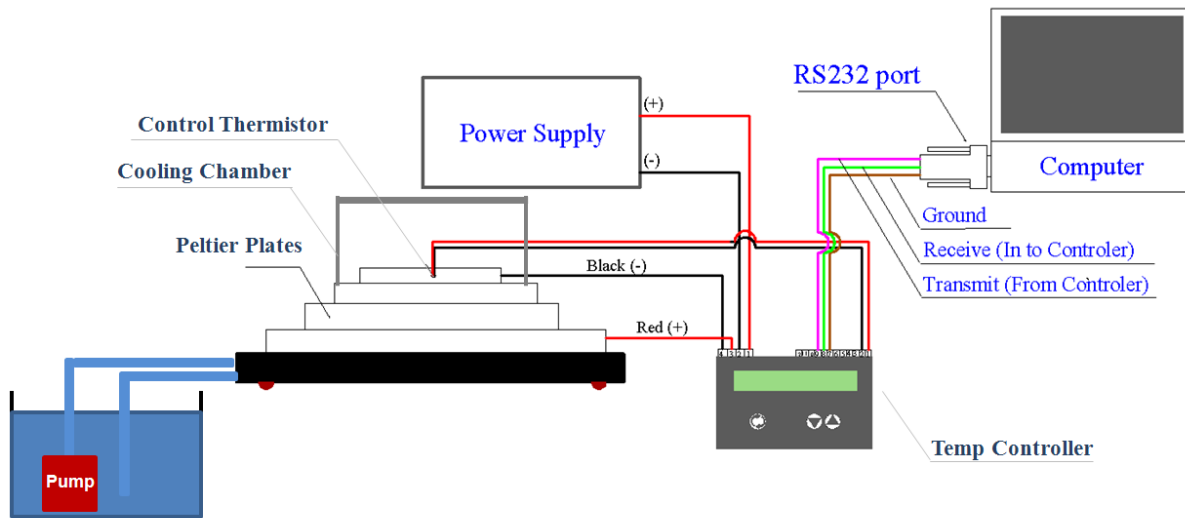 RS232 port
(+)
Control Thermistor
Power Supply
(-)
Computer
Cooling Chamber
Ground
Peltier Plates
Receive (In to Controler)
Black (-)
Transmit (From Controler)
Red (+)
4 3 2 1
Temp Controller
Pump